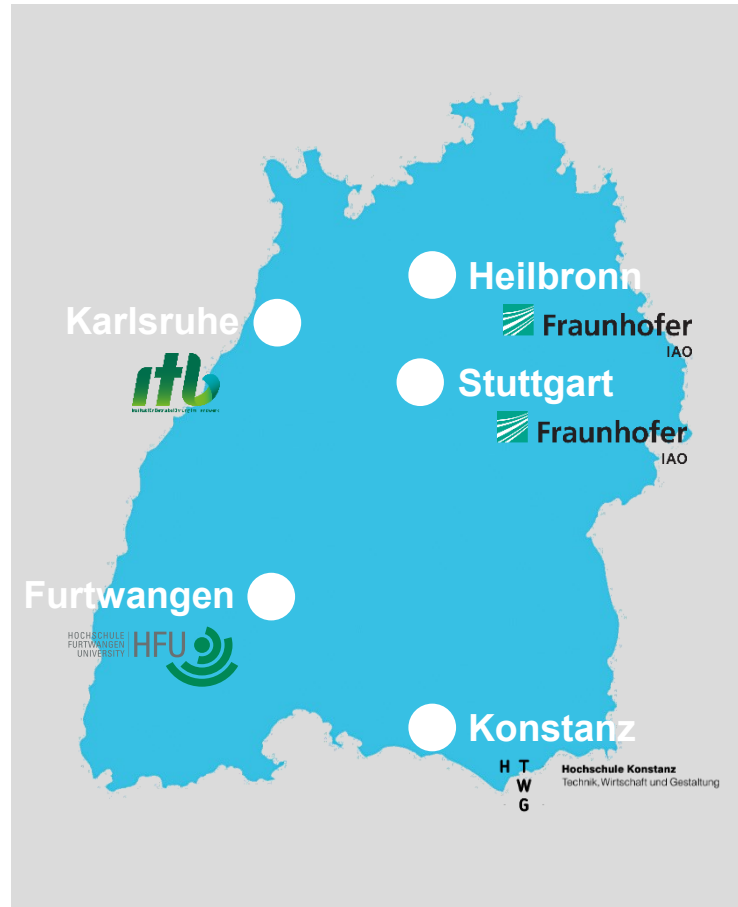 Heilbronn
Karlsruhe
Fraunhofer
IAO
Stuttgart
Fraunhofer
IAO
Furtwangen
HOCHSCHULE
FURTWANGEN
UNIVERSITY
HFU
Konstanz
H T
W
G
Hochschule Konstanz
Technik, Wirtschaft und Gestaltung